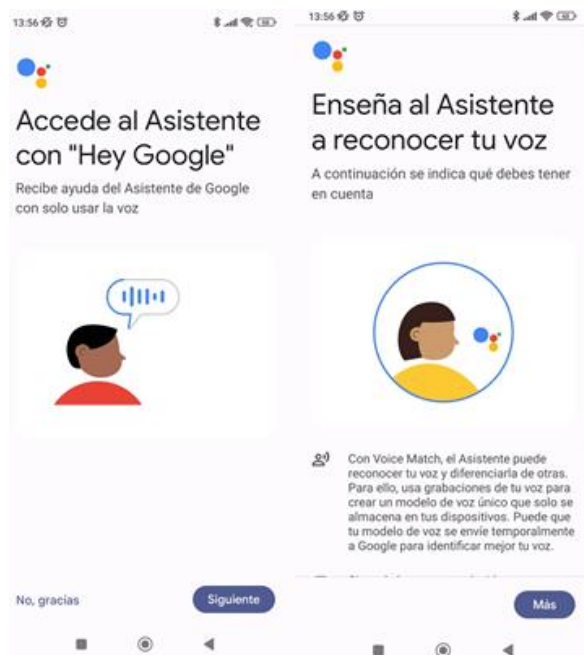 13:56
Accede al Asistente
con "Hey Google"
Recibe ayuda del Asistente de Google
con solo usar la voz
No, gracias
Siguiente
13:56
Enseña al Asistente
a reconocer tu voz
A continuación se indica qué debes tener
en cuenta
Con Voice Match, el Asistente puede
reconocer tu voz y diferenciarla de otras.
Para ello, usa grabaciones de tu voz para
crear un modelo de voz único que solo se
almacena en tus dispositivos. Puede que
tu modelo de voz se envíe temporalmente
a Google para identificar mejor tu voz.
Más